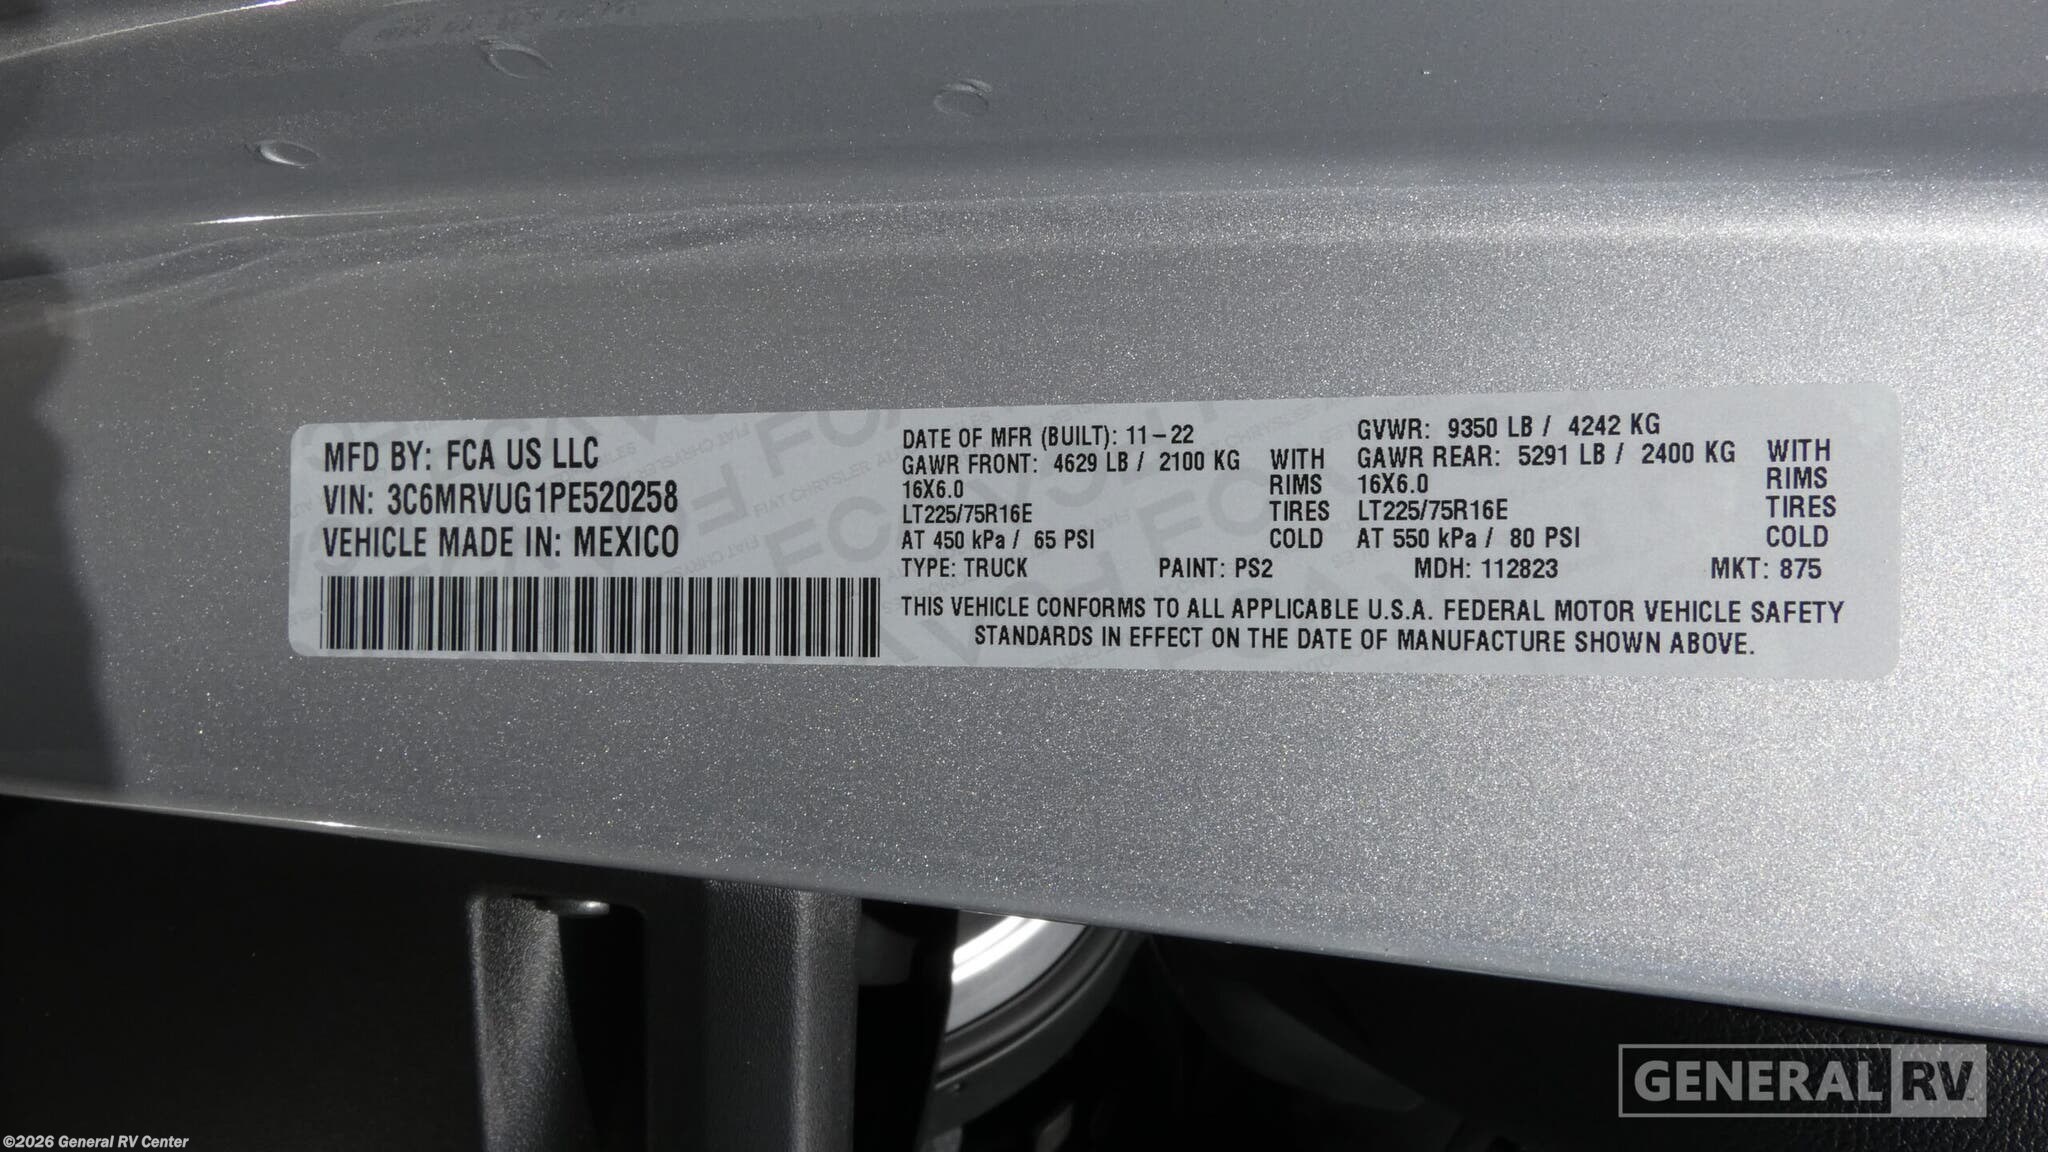 MFD BY: FCA US LLC
VIN: 3C6MRVUG1PE520258
VEHICLE MADE IN: MEXICO
DATE OF MFR (BUILT): 11-22 GVWR: 9350 LB / 4242 KG
GAWR FRONT: 4629 LB / 2100 KG WITH GAWR REAR: 5291 LB / 2400 KG WITH
16X6.0 RIMS 16X6.0 RIMS
LT225/75R16E TIRES LT225/75R16E TIRES
AT 450 kPa / 65 PSI COLD AT 550 kPa / 80 PSI COLD
TYPE: TRUCK PAINT: PS2 MDH: 112823 MKT: 875
THIS VEHICLE CONFORMS TO ALL APPLICABLE U.S.A. FEDERAL MOTOR VEHICLE SAFETY
STANDARDS IN EFFECT ON THE DATE OF MANUFACTURE SHOWN ABOVE.
GENERAL RV
©2026 General RV Center